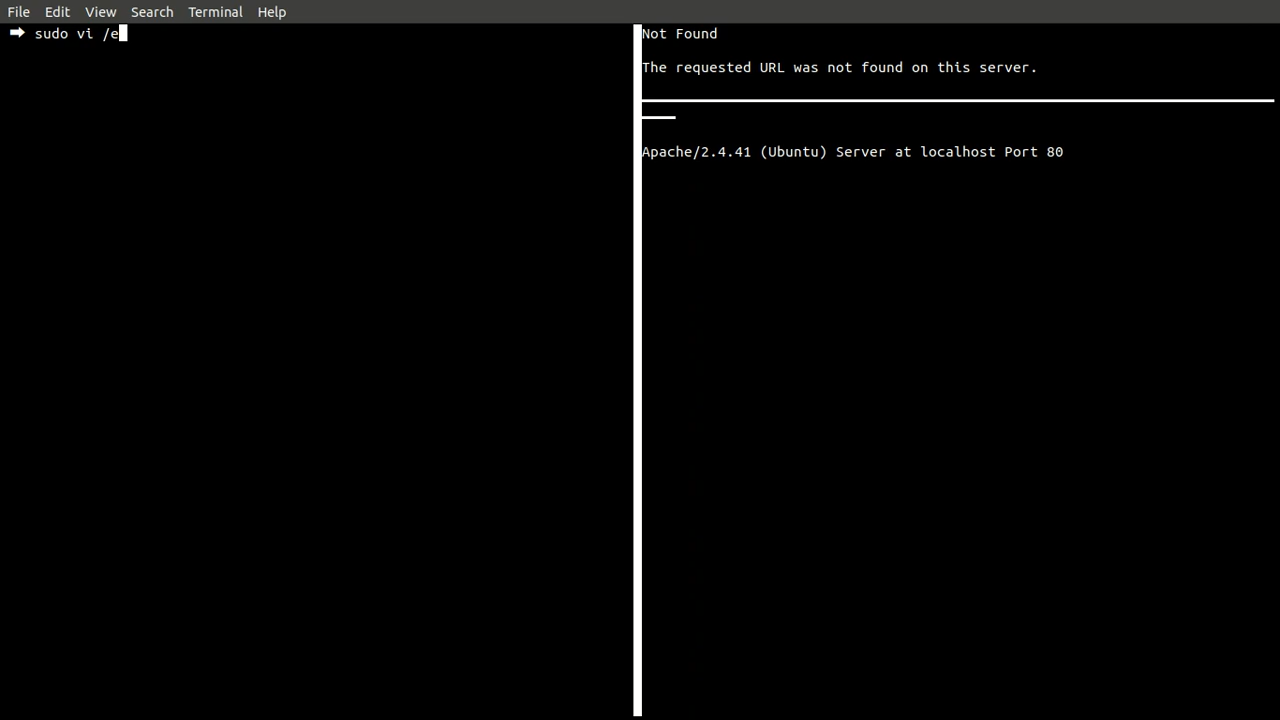 File Edit View Search Terminal Help
➡ sudo vi /e
Not Found
The requested URL was not found on this server.
Apache/2.4.41 (Ubuntu) Server at localhost Port 80